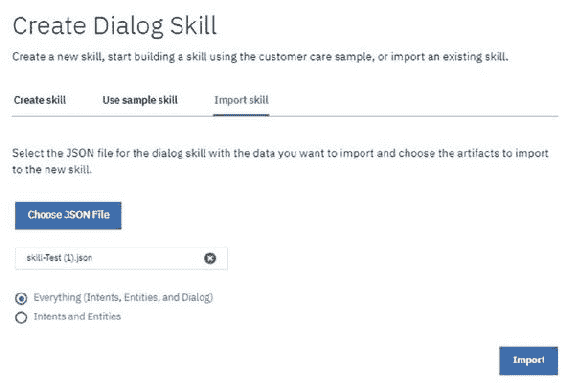 Create Dialog Skill
Create a new skill, start building a skill using the customer care sample, or import an existing skill.
Create skill Use sample skill Import skill
Select the JSON file for the dialog skill with the data you want to import and choose the artifacts to import
to the new skill.
Choose JSON File
skill-Test (1).json
Everything (Intents, Entities, and Dialog)
Intents and Entities
Import